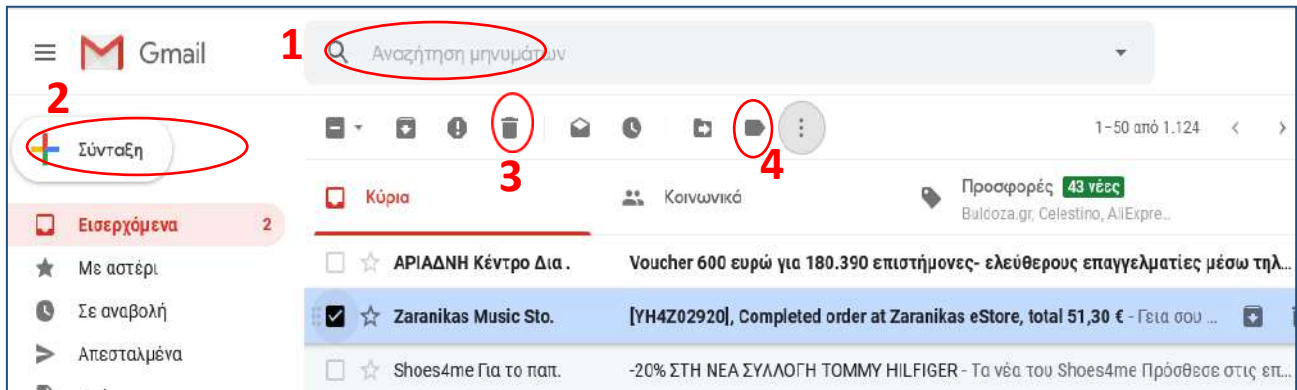 Gmail
1
Αναζήτηση μηνυμάτων
2
Σύνταξη
3
4
1–50 από 1.124
Κύρια
Κοινωνικά
Προσφορές 43 νέες
Buldoza.gr, Celestino, AliExpre...
Εισερχόμενα 2
Με αστέρι
Σε αναβολή
Απεσταλμένα
ΑΡΙΑΔΝΗ Κέντρο Δια. Voucher 600 ευρώ για 180.390 επιστήμονες- ελεύθερους επαγγελματίες μέσω τηλ...
Zaranikas Music Sto. [YH4Z02920], Completed order at Zaranikas eStore, total 51,30 € - Γεια σου ...
Shoes4me Για το παπ. -20% ΣΤΗ ΝΕΑ ΣΥΛΛΟΓΗ TOMMY HILFIGER - Τα νέα του Shoes4me Πρόσθεσε στις επ...